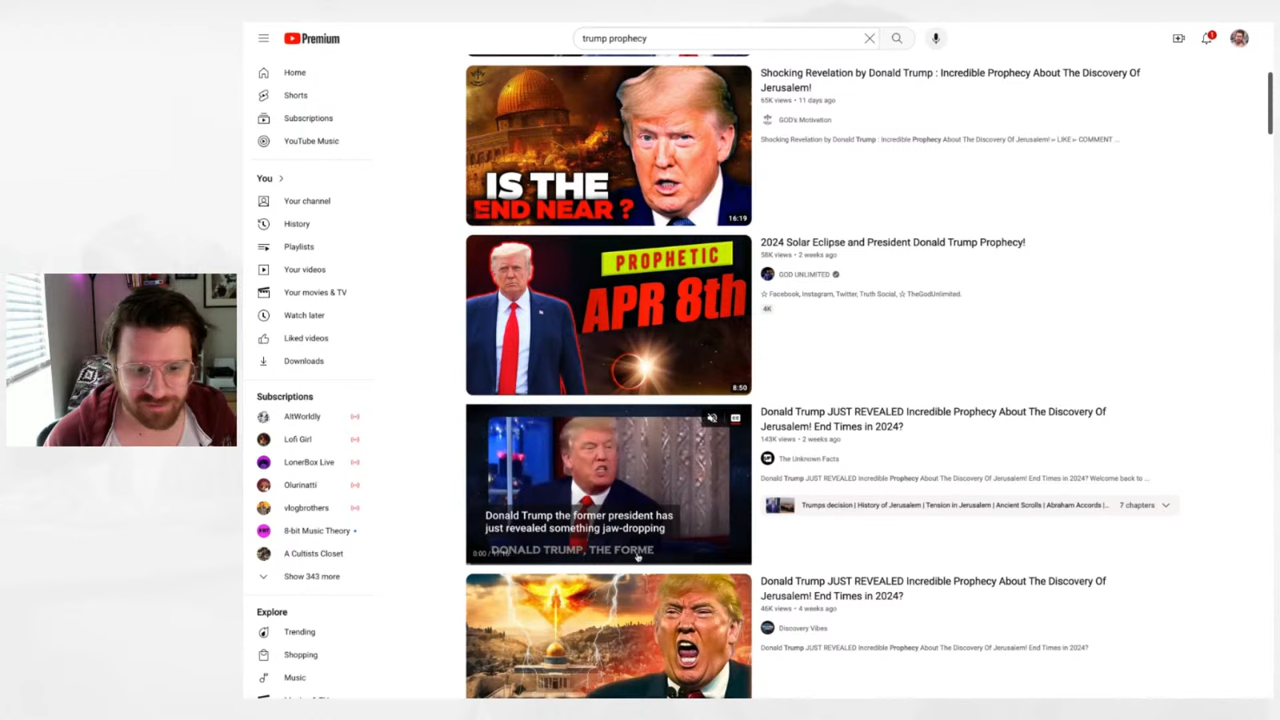 Premium
trump prophecy
1
Home
Shorts
Subscriptions
YouTube Music
You
Your channel
History
Playlists
Your videos
Your movies & TV
Watch later
Liked videos
Downloads
Subscriptions
AltWorldly
Lofi Girl
LonerBox Live
Olurinatti
vlogbrothers
8-bit Music Theory
A Cultists Closet
Show 343 more
Explore
Trending
Shopping
Music
IS THE
END NEAR ?
16:19
Shocking Revelation by Donald Trump : Incredible Prophecy About The Discovery Of
Jerusalem!
65K views • 11 days ago
GOD's Motivation
Shocking Revelation by Donald Trump : Incredible Prophecy About The Discovery Of Jerusalem! ▻ LIKE ▻ COMMENT ...
PROPHETIC
APR 8th
8:50
2024 Solar Eclipse and President Donald Trump Prophecy!
58K views • 2 weeks ago
GOD UNLIMITED
☆ Facebook, Instagram, Twitter, Truth Social, ☆ TheGodUnlimited.
4K
Donald Trump the former president has
just revealed something jaw-dropping
DONALD TRUMP, THE FORME
0:00 /
Donald Trump JUST REVEALED Incredible Prophecy About The Discovery Of
Jerusalem! End Times in 2024?
143K views • 2 weeks ago
The Unknown Facts
Donald Trump JUST REVEALED Incredible Prophecy About The Discovery Of Jerusalem! End Times in 2024? Welcome back to ...
Trumps decision | History of Jerusalem | Tension in Jerusalem | Ancient Scrolls | Abraham Accords |...
7 chapters
Donald Trump JUST REVEALED Incredible Prophecy About The Discovery Of
Jerusalem! End Times in 2024?
46K views • 4 weeks ago
Discovery Vibes
Donald Trump JUST REVEALED Incredible Prophecy About The Discovery Of Jerusalem! End Times in 2024?